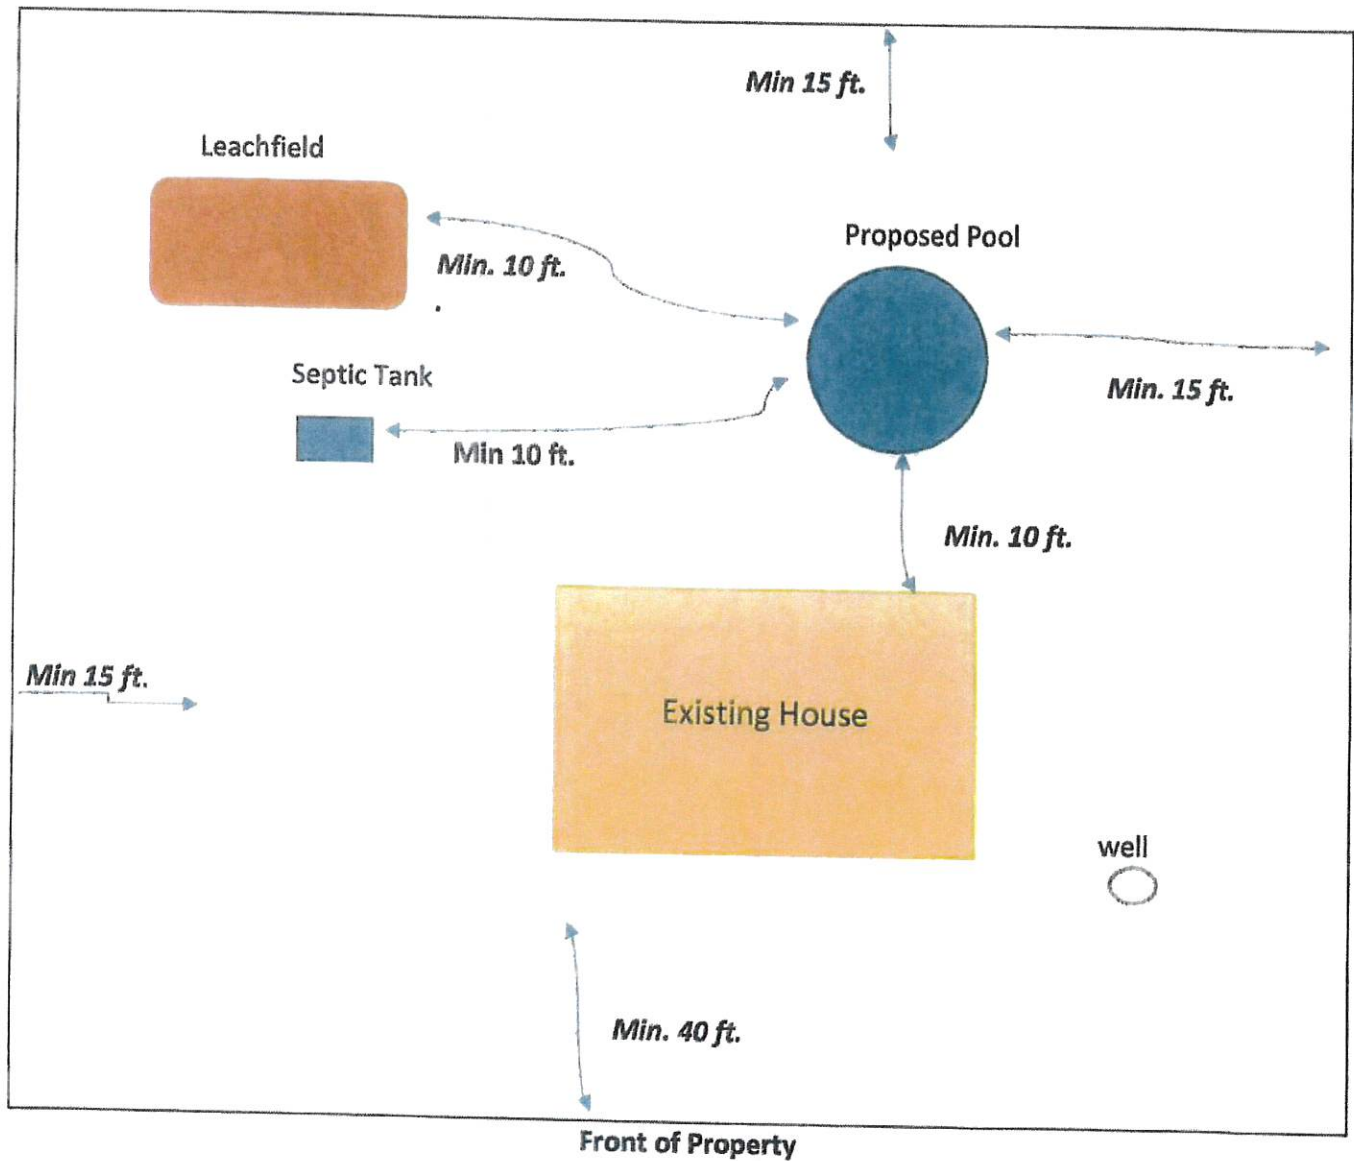 Min 15 ft.
Leachfield
Proposed Pool
Min. 10 ft.
Septic Tank
Min. 15 ft.
Min 10 ft.
Min. 10 ft.
Min 15 ft.
Existing House
well
Min. 40 ft.
Front of Property